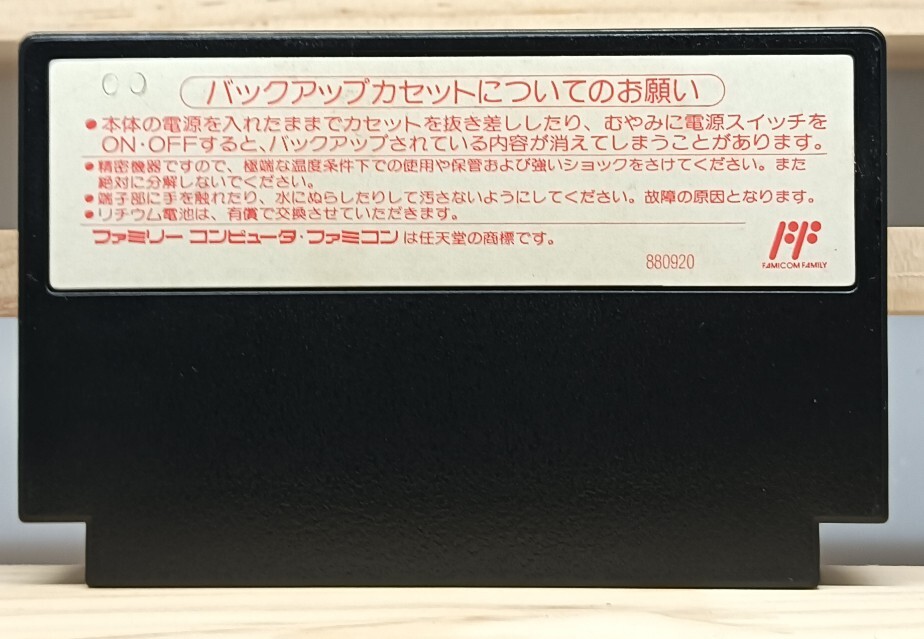 バックアップカセットについてのお願い
●本体の電源を入れたままでカセットを抜き差ししたり、むやみに電源スイッチを
ON・OFFすると、バックアップされている内容が消えてしまうことがあります。
●精密機器ですので、極端な温度条件下での使用や保管および強いショックをさけてください。また
絶対に分解しないでください。
●端子部に手を触れたり、水にぬらしたりして汚さないようにしてください。故障の原因となります。
●リチウム電池は、有償で交換させていただきます。
ファミリー コンピュータ・ファミコンは任天堂の商標です。
880920
FAMICOM FAMILY